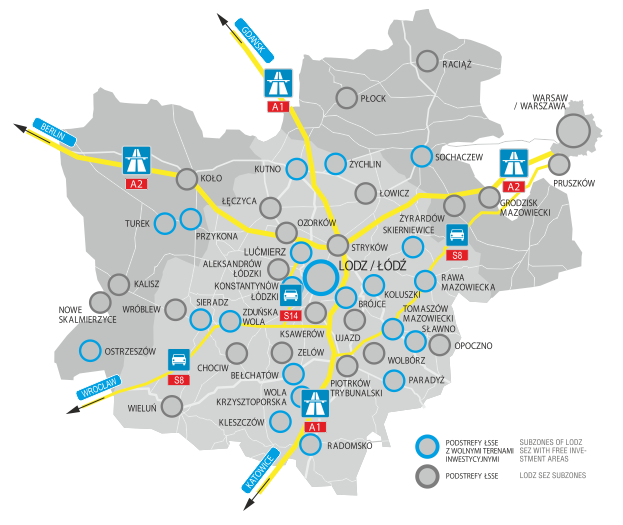 GDAŃSK
A1
RACIĄŻ
PŁOCK
WARSAW
/ WARSZAWA
BERLIN
A2
KOŁO
KUTNO
ŻYCHLIN
SOCHACZEW
A2
PRUSZKÓW
ŁOWICZ
GRODZISK
MAZOWIECKI
ŁĘCZYCA
ŻYRARDÓW
TUREK
PRZYKONA
OZORKÓW
SKIERNIEWICE
S8
LUĆMIERZ
STRYKÓW
ALEKSANDRÓW
ŁÓDZKI
LODZ / ŁÓDŹ
KALISZ
KONSTANTYNÓW
ŁÓDZKI
KOLUSZKI
RAWA
MAZOWIECKA
NOWE
SKALMIERZYCE
WRÓBLEW
SIERADZ
ZDUŃSKA
WOLA
S14
BRÓJCE
TOMASZÓW
MAZOWIECKI
KSAWERÓW
UJAZD
SŁAWNO
OPOCZNO
OSTRZESZÓW
S8
CHOCIW
ZELÓW
WOLBÓRZ
BEŁCHATÓW
PIOTRKÓW
TRYBUNALSKI
PARADYŻ
WROCŁAW
WIELUŃ
WOLA
KRZYSZTOPORSKA
KLESZCZÓW
A1
RADOMSKO
KATOWICE
PODSTREFY ŁSSE
Z WOLNYMI TERENAMI
INWESTYCYJNYMI
SUBZONES OF LODZ
SEZ WITH FREE INVE-
STMENT AREAS
PODSTREFY ŁSSE
LODZ SEZ SUBZONES